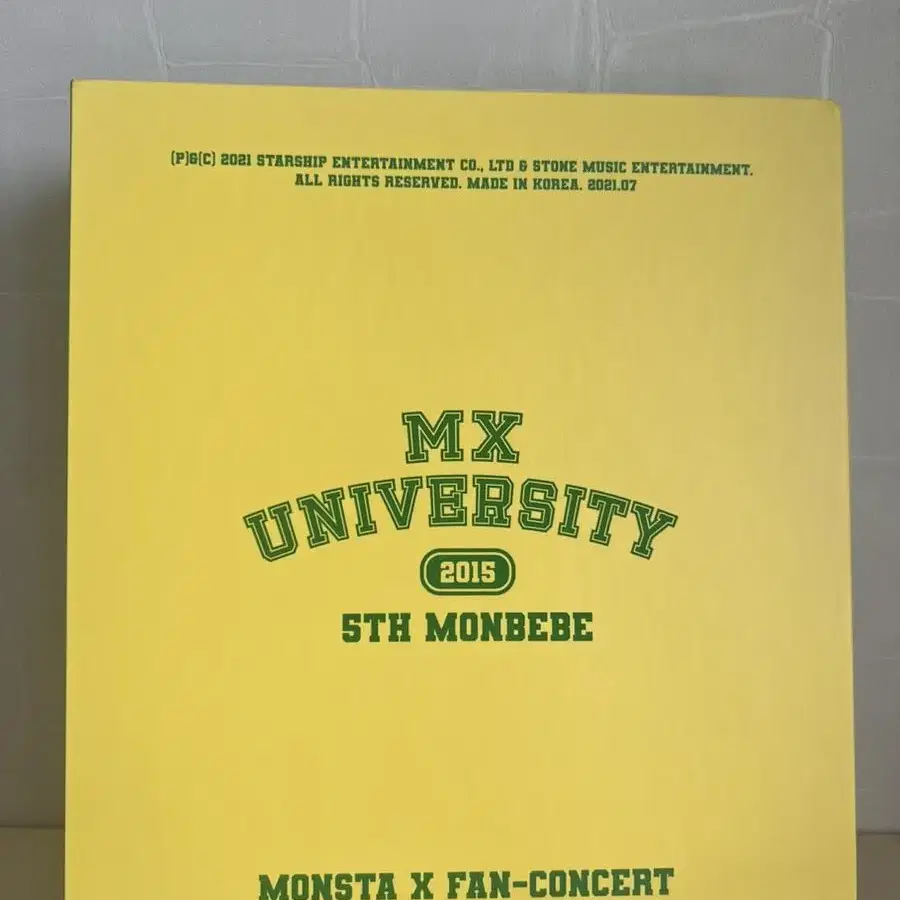 (P)&(C) 2021 STARSHIP ENTERTAINMENT CO., LTD & STONE MUSIC ENTERTAINMENT.
ALL RIGHTS RESERVED. MADE IN KOREA. 2021.07
MX
UNIVERSITY
2015
5TH MONBEBE
MONSTA X FAN-CONCERT